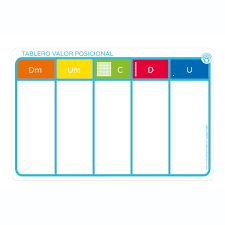 TABLERO VALOR POSICIONAL
Dm Um C D U